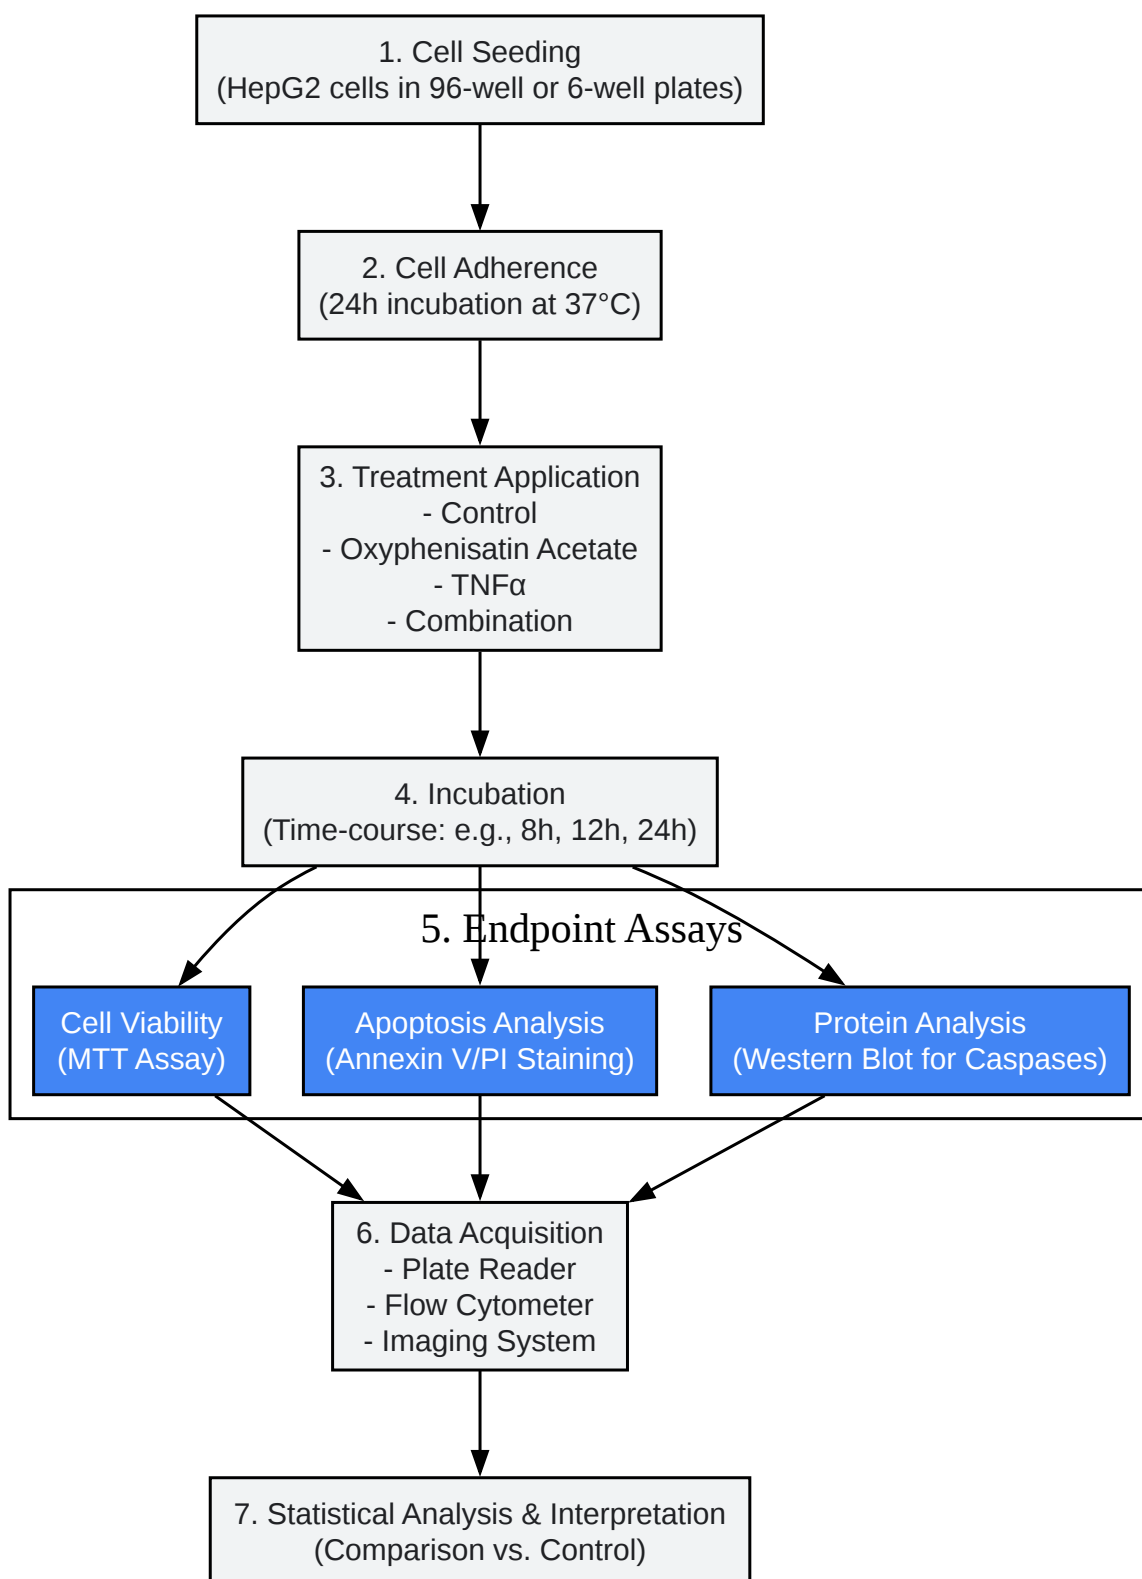 1. Cell Seeding
(HepG2 cells in 96-well or 6-well plates)
2. Cell Adherence
(24h incubation at 37°C)
3. Treatment Application
- Control
- Oxyphenisatin Acetate
- TNFα
- Combination
4. Incubation
(Time-course: e.g., 8h, 12h, 24h)
5. Endpoint Assays
Cell Viability
(MTT Assay)
Apoptosis Analysis
(Annexin V/PI Staining)
Protein Analysis
(Western Blot for Caspases)
6. Data Acquisition
- Plate Reader
- Flow Cytometer
- Imaging System
7. Statistical Analysis & Interpretation
(Comparison vs. Control)